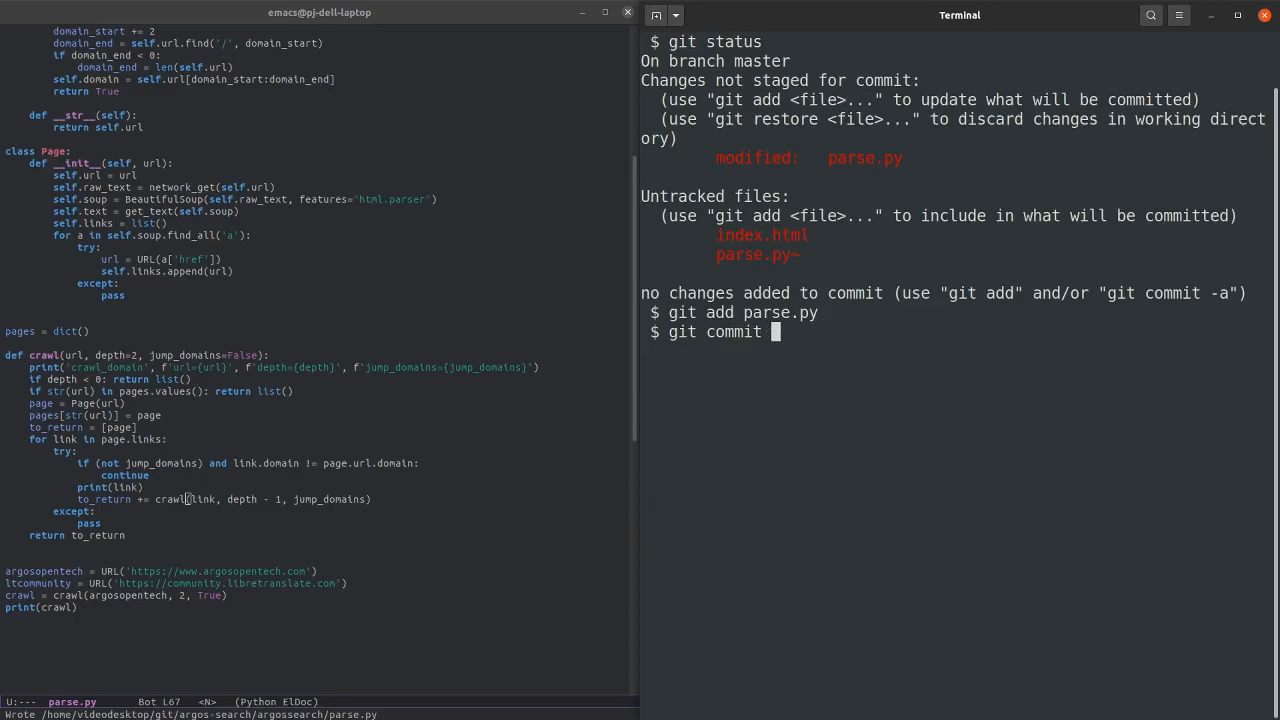 emacs@pj-dell-laptop
        domain_start += 2
        domain_end = self.url.find('/', domain_start)
        if domain_end < 0:
            domain_end = len(self.url)
        self.domain = self.url[domain_start:domain_end]
        return True

    def __str__(self):
        return self.url

class Page:
    def __init__(self, url):
        self.url = url
        self.raw_text = network_get(self.url)
        self.soup = BeautifulSoup(self.raw_text, features="html.parser")
        self.text = get_text(self.soup)
        self.links = list()
        for a in self.soup.find_all('a'):
            try:
                url = URL(a['href'])
                self.links.append(url)
            except:
                pass

pages = dict()

def crawl(url, depth=2, jump_domains=False):
    print('crawl_domain', f'url={url}', f'depth={depth}', f'jump_domains={jump_domains}')
    if depth < 0: return list()
    if str(url) in pages.values(): return list()
    page = Page(url)
    pages[str(url)] = page
    to_return = [page]
    for link in page.links:
        try:
            if (not jump_domains) and link.domain != page.url.domain:
                continue
            print(link)
            to_return += crawl(link, depth - 1, jump_domains)
        except:
            pass
    return to_return

argosopentech = URL('https://www.argosopentech.com')
ltcommunity = URL('https://community.libretranslate.com')
crawl = crawl(argosopentech, 2, True)
print(crawl)
U:---  parse.py       Bot L67   <N>   (Python ElDoc)
Wrote /home/videodesktop/git/argos-search/argossearch/parse.py
Terminal
$ git status
On branch master
Changes not staged for commit:
  (use "git add <file>..." to update what will be committed)
  (use "git restore <file>..." to discard changes in working direct
ory)
        modified:   parse.py

Untracked files:
  (use "git add <file>..." to include in what will be committed)
        index.html
        parse.py~

no changes added to commit (use "git add" and/or "git commit -a")
$ git add parse.py
$ git commit